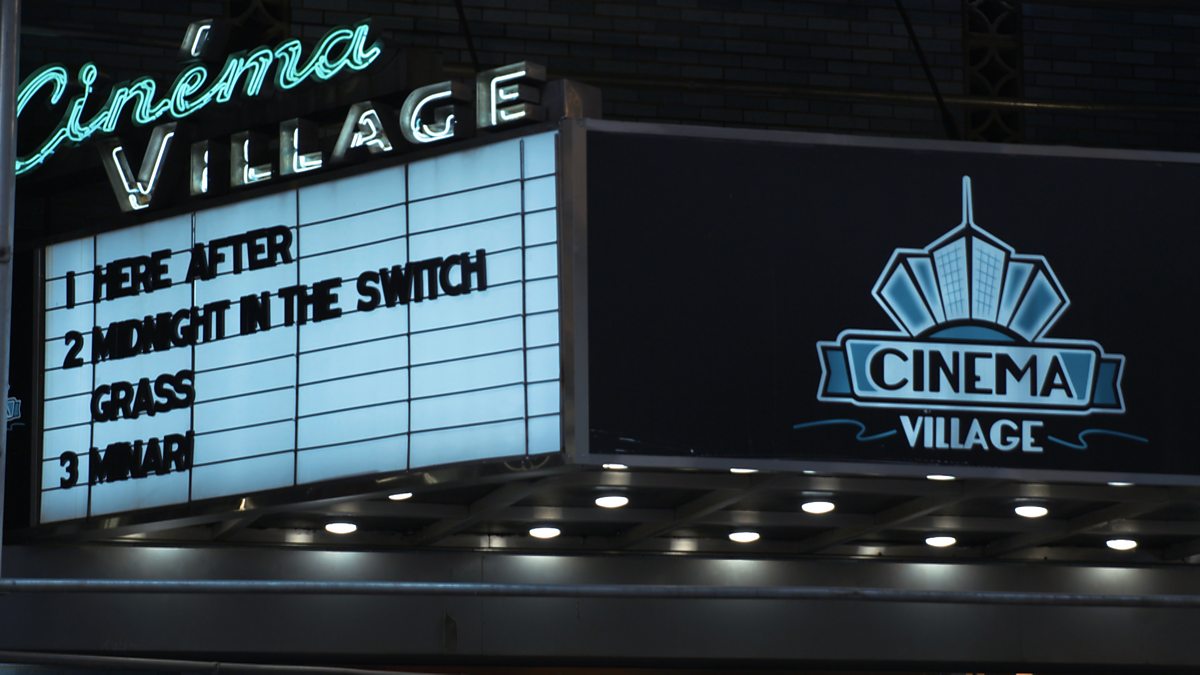 Cinema
VILLAGE
1 HERE AFTER
2 MIDNIGHT IN THE SWITCH
GRASS
3 MINARI
CINEMA
VILLAGE